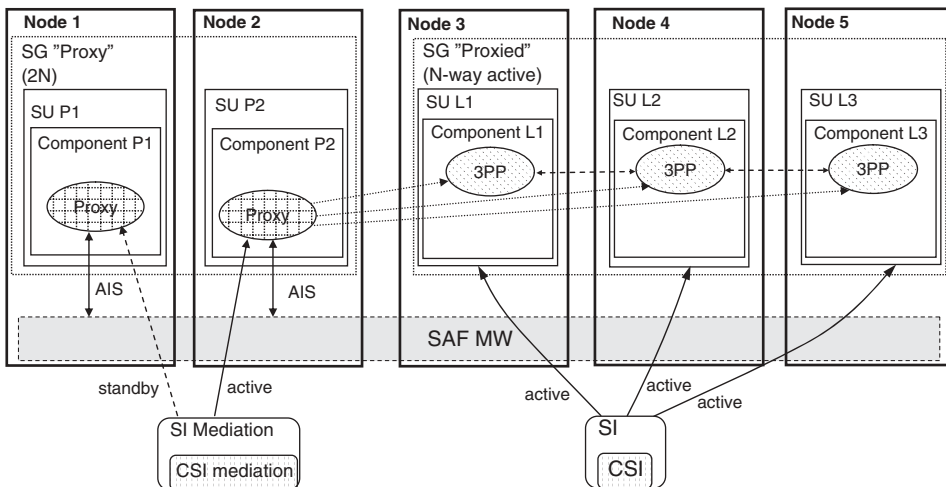 Node 1
Node 2
Node 3
Node 4
Node 5
SG ”Proxy”
(2N)
SG ”Proxied”
(N-way active)
SU P1
SU P2
SU L1
SU L2
SU L3
Component P1
Component P2
Component L1
Component L2
Component L3
3PP
3PP
3PP
Proxy
Proxy
AIS
AIS
SAF MW
standby
active
active
active
active
SI Mediation
CSI mediation
SI
CSI